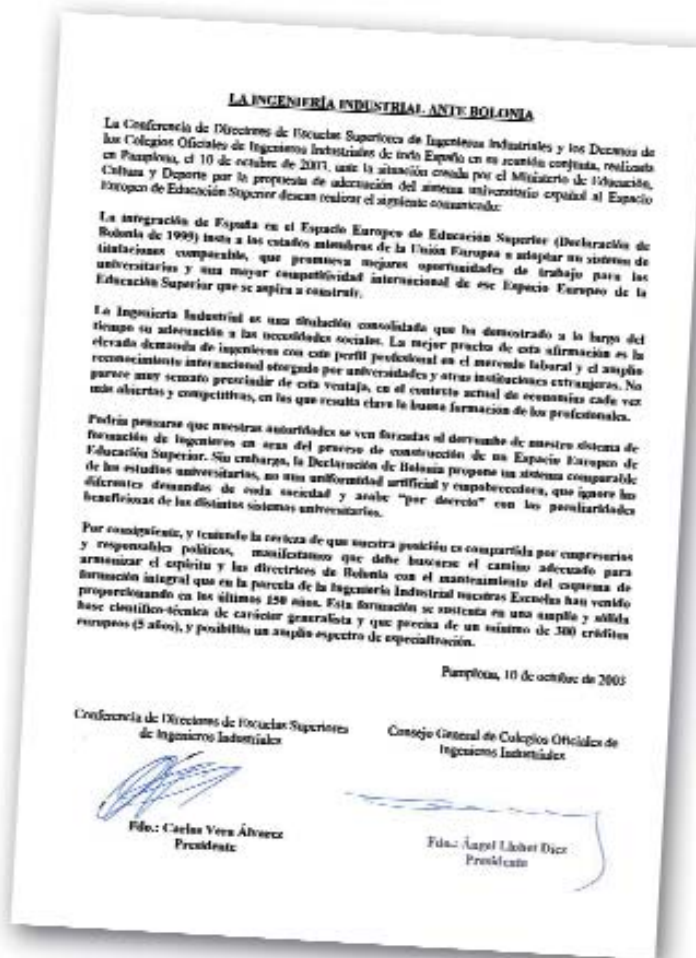 LA INGENIERÍA INDUSTRIAL ANTE BOLONIA
La Conferencia de Directores de Escuelas Superiores de Ingenieros Industriales y los Decanos de
los Colegios Oficiales de Ingenieros Industriales de toda España en su reunión conjunta, realizada
en Pamplona, el 10 de octubre de 2003, ante la situación creada por el Ministerio de Educación,
Cultura y Deporte por la propuesta de adecuación del sistema universitario español al Espacio
Europeo de Educación Superior desean realizar el siguiente comunicado:
La integración de España en el Espacio Europeo de Educación Superior (Declaración de
Bolonia de 1999) insta a los estados miembros de la Unión Europea a adoptar un sistema de
titulaciones comparable, que promueva mejores oportunidades de trabajo para los
universitarios y una mayor competitividad internacional de ese Espacio Europeo de la
Educación Superior que se aspira a construir.
La Ingeniería Industrial es una titulación consolidada que ha demostrado a lo largo del
tiempo su adecuación a las necesidades sociales. La mejor prueba de esta afirmación es la
elevada demanda de ingenieros con este perfil profesional en el mercado laboral y el amplio
reconocimiento internacional otorgado por universidades y otras instituciones extranjeras. No
parece muy sensato prescindir de esta ventaja, en el contexto actual de economías cada vez
más abiertas y competitivas, en las que resulta clave la buena formación de los profesionales.
Podría pensarse que nuestras autoridades se ven forzadas al derrumbe de nuestro sistema de
formación de ingenieros en aras del proceso de construcción de un Espacio Europeo de
Educación Superior. Sin embargo, la Declaración de Bolonia propone un sistema comparable
de los estudios universitarios, no una uniformidad artificial y empobrecedora, que ignore las
diferentes demandas de cada sociedad y acabe "por decreto" con las peculiaridades
beneficiosas de los distintos sistemas universitarios.
Por consiguiente, y teniendo la certeza de que nuestra posición es compartida por empresarios
y responsables políticos, manifestamos que debe buscarse el camino adecuado para
armonizar el espíritu y las directrices de Bolonia con el mantenimiento del esquema de
formación integral que en la parcela de la Ingeniería Industrial nuestras Escuelas han venido
proporcionando en los últimos 150 años. Esta formación se sustenta en una amplia y sólida
base científico-técnica de carácter generalista y que precisa de un mínimo de 300 créditos
europeos (5 años), y posibilita un amplio espectro de especialización.
Pamplona, 10 de octubre de 2003
Conferencia de Directores de Escuelas Superiores
de Ingenieros Industriales
Consejo General de Colegios Oficiales de
Ingenieros Industriales
Fdo.: Carlos Vera Álvarez
Presidente
Fdo.: Ángel Llobet Díez
Presidente